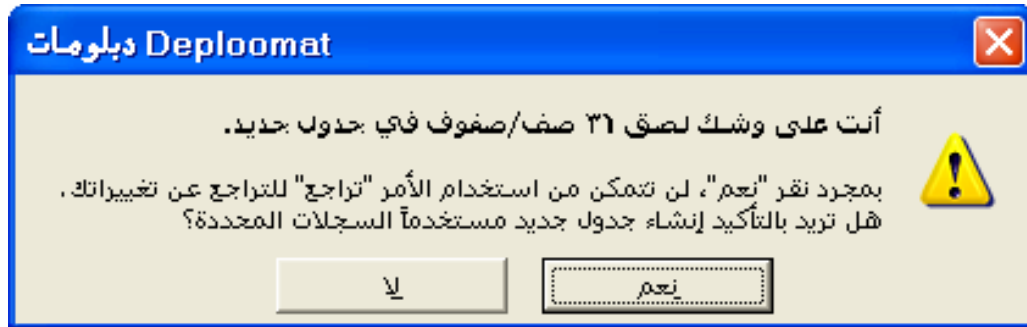 دبلومات Deploomat
أنت على وشك لصق ٣٦ صف/صفوف في جدول جديد.
بمجرد نقر "نعم"، لن تتمكن من استخدام الأمر "تراجع" للتراجع عن تغييراتك.
هل تريد بالتأكيد إنشاء جدول جديد مستخدماً السجلات المحددة؟
نعم
لا